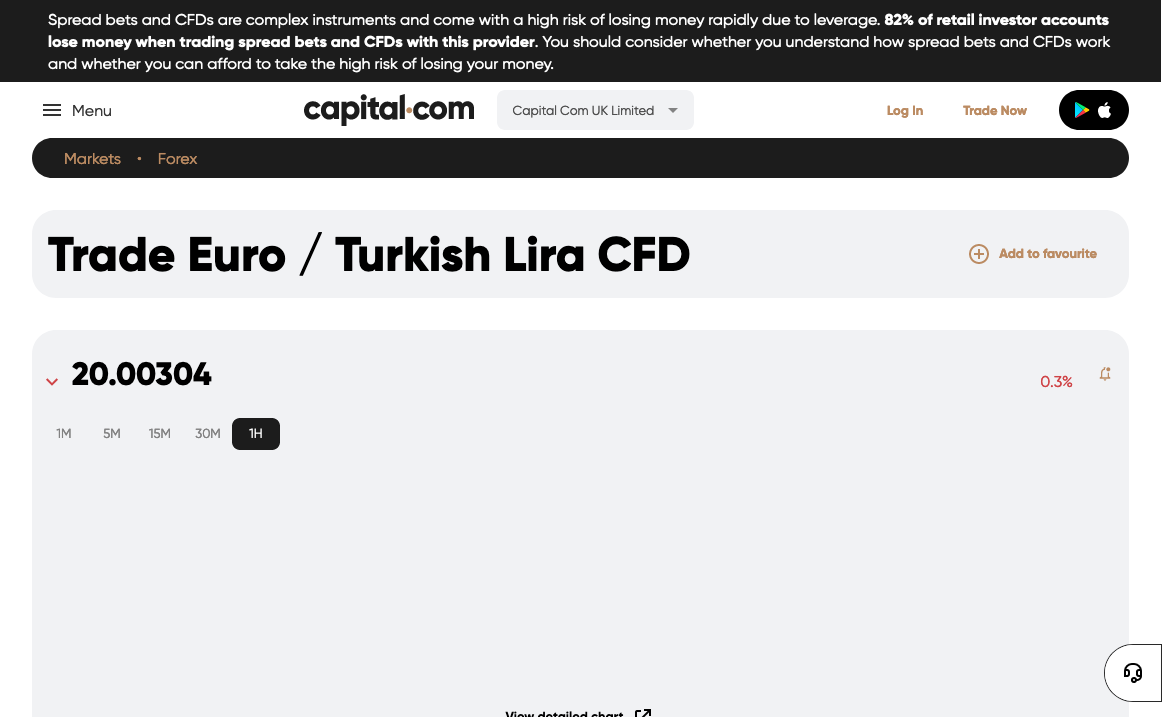 Spread bets and CFDs are complex instruments and come with a high risk of losing money rapidly due to leverage. 82% of retail investor accounts
lose money when trading spread bets and CFDs with this provider. You should consider whether you understand how spread bets and CFDs work
and whether you can afford to take the high risk of losing your money.
Menu
capital.com
Capital Com UK Limited
Log In
Trade Now
Markets • Forex
Trade Euro / Turkish Lira CFD
Add to favourite
20.00304
0.3%
1M 5M 15M 30M 1H
View detailed chart